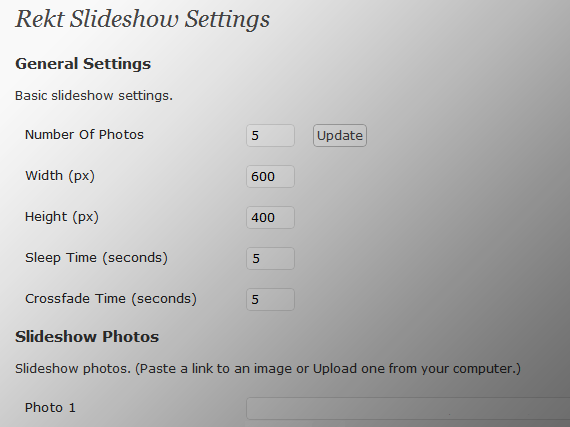 Rekt Slideshow Settings
General Settings
Basic slideshow settings.
Number Of Photos 5 Update
Width (px) 600
Height (px) 400
Sleep Time (seconds) 5
Crossfade Time (seconds) 5
Slideshow Photos
Slideshow photos. (Paste a link to an image or Upload one from your computer.)
Photo 1